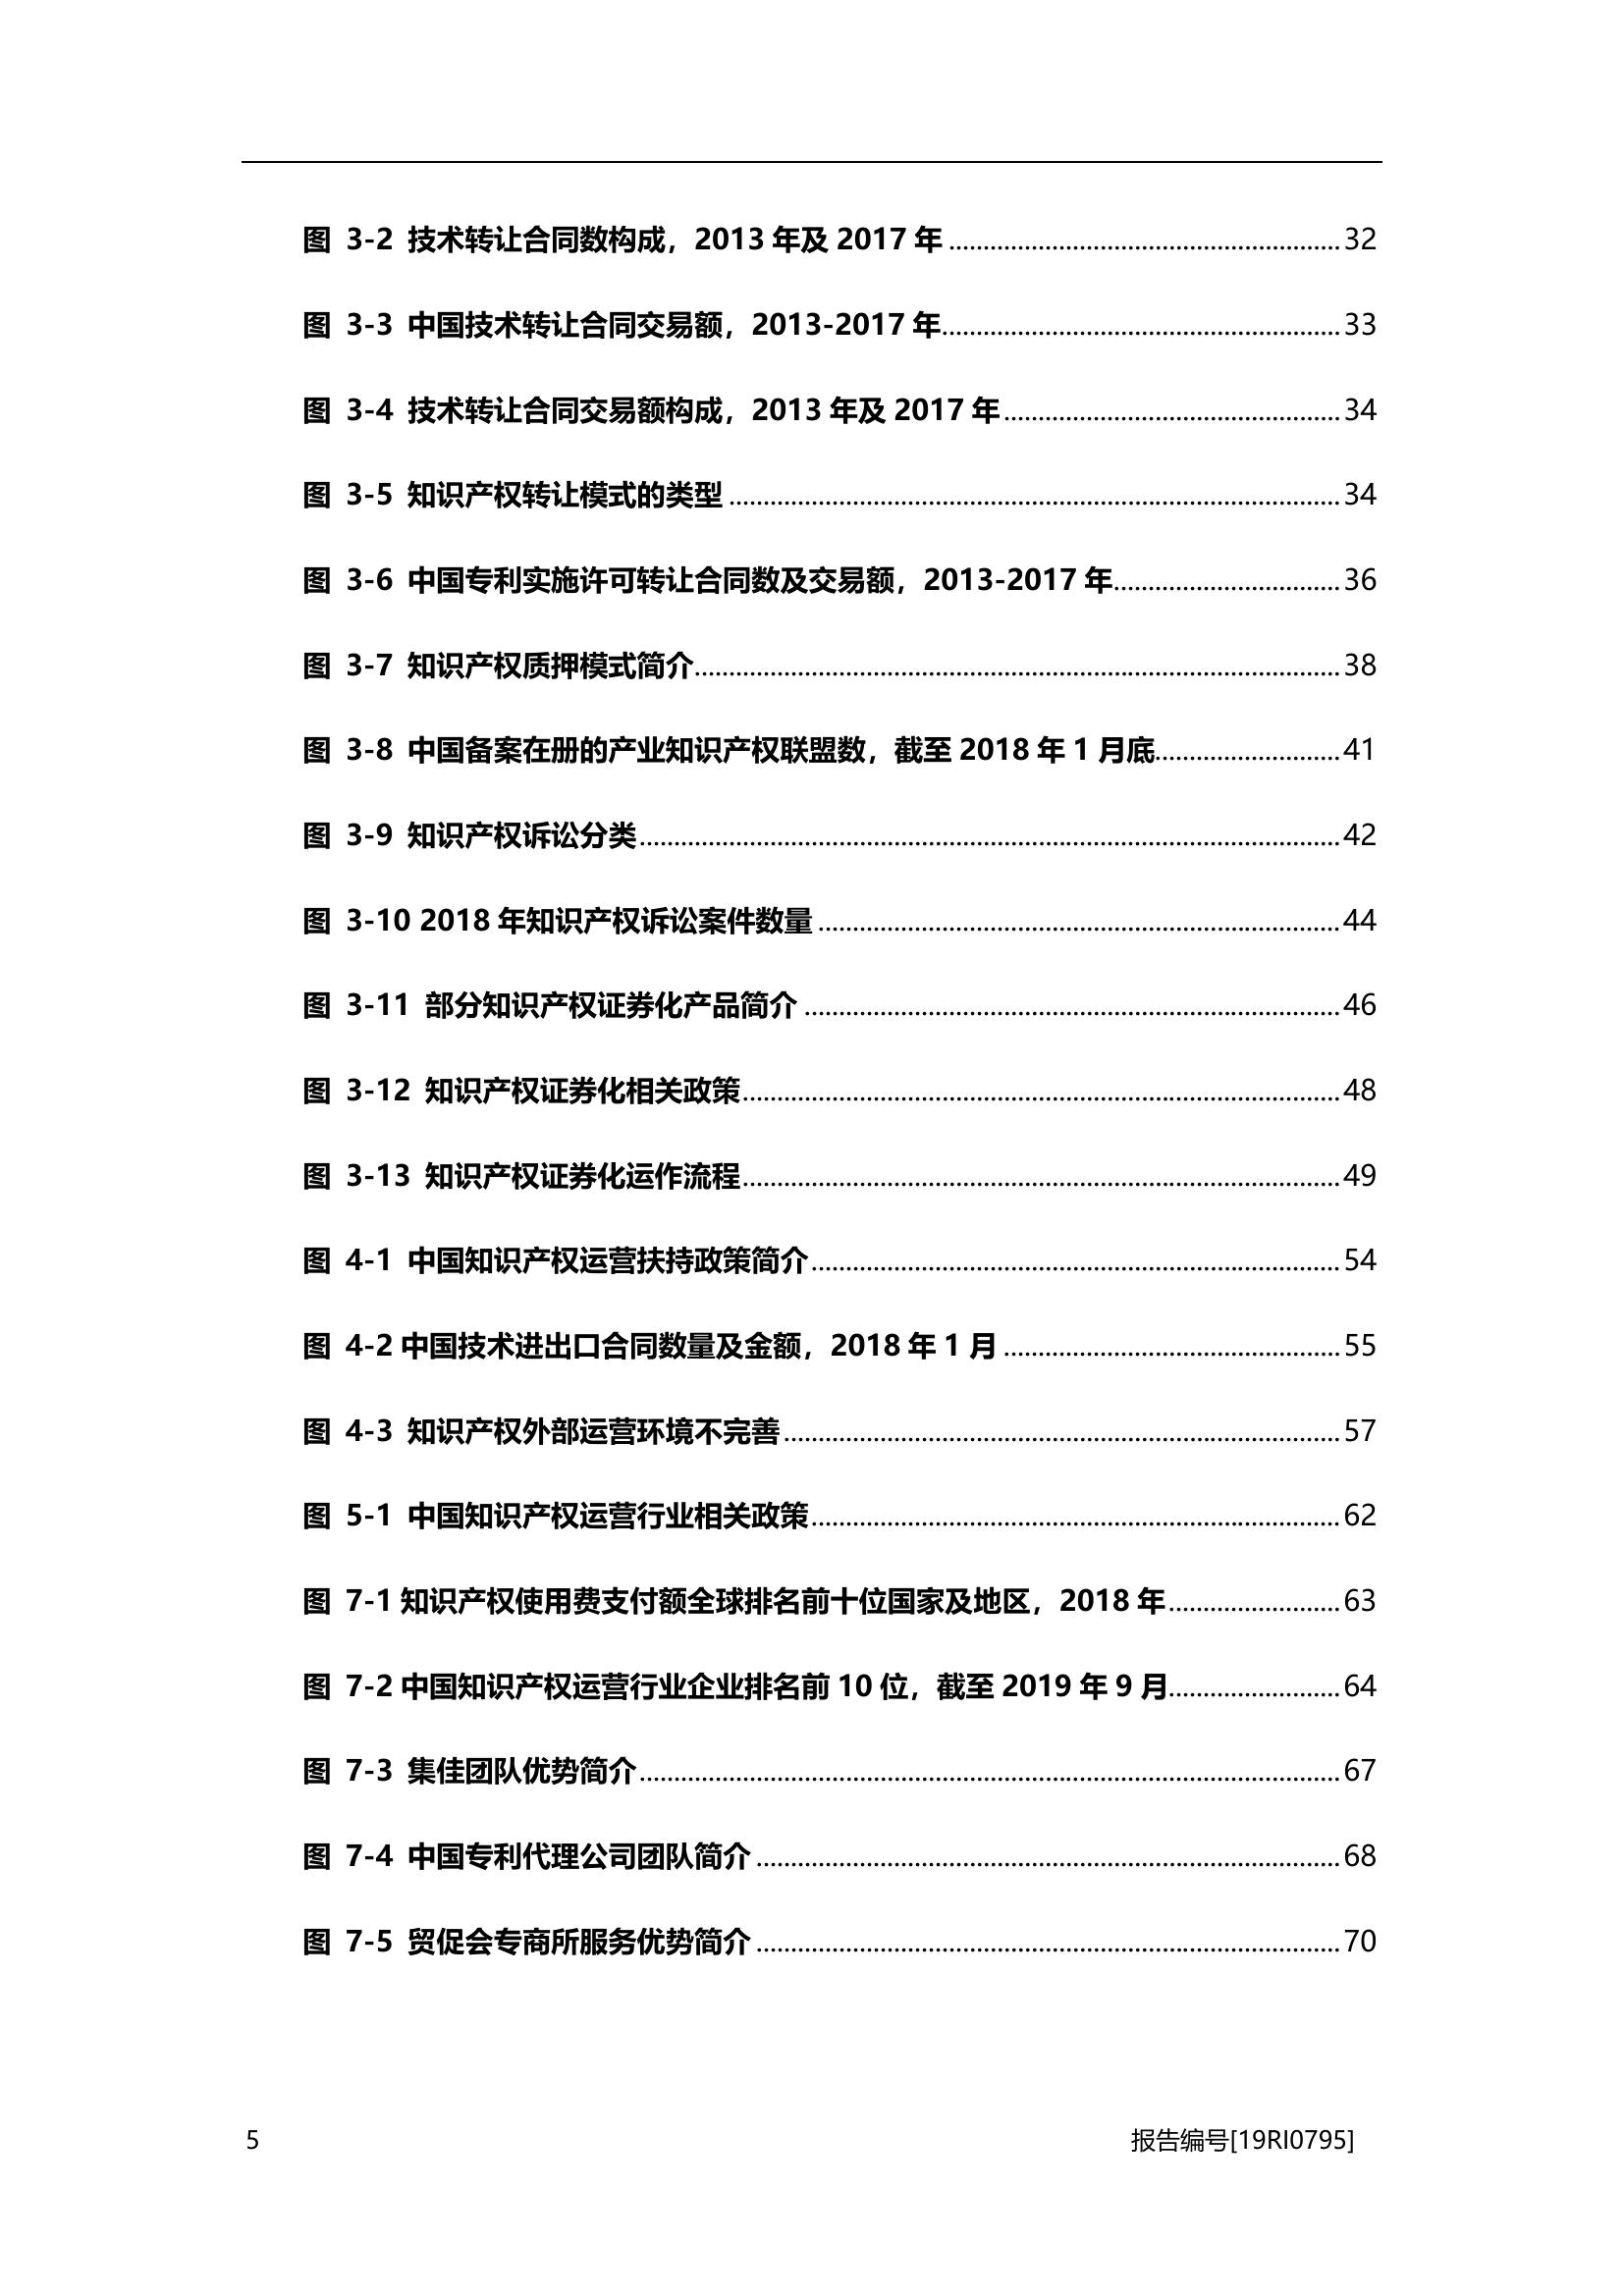 图 3-2 技术转让合同数构成，2013 年及 2017 年 ........................................................ 32
图 3-3 中国技术转让合同交易额，2013-2017 年......................................................... 33
图 3-4 技术转让合同交易额构成，2013 年及 2017 年 ................................................ 34
图 3-5 知识产权转让模式的类型 ........................................................................................ 34
图 3-6 中国专利实施许可转让合同数及交易额，2013-2017 年................................. 36
图 3-7 知识产权质押模式简介............................................................................................. 38
图 3-8 中国备案在册的产业知识产权联盟数，截至 2018 年 1 月底........................... 41
图 3-9 知识产权诉讼分类..................................................................................................... 42
图 3-10 2018 年知识产权诉讼案件数量 ........................................................................... 44
图 3-11 部分知识产权证券化产品简介 ............................................................................. 46
图 3-12 知识产权证券化相关政策...................................................................................... 48
图 3-13 知识产权证券化运作流程...................................................................................... 49
图 4-1 中国知识产权运营扶持政策简介............................................................................ 54
图 4-2中国技术进出口合同数量及金额，2018 年 1 月 ................................................ 55
图 4-3 知识产权外部运营环境不完善................................................................................ 57
图 5-1 中国知识产权运营行业相关政策............................................................................ 62
图 7-1知识产权使用费支付额全球排名前十位国家及地区，2018 年......................... 63
图 7-2中国知识产权运营行业企业排名前 10 位，截至 2019 年 9 月......................... 64
图 7-3 集佳团队优势简介..................................................................................................... 67
图 7-4 中国专利代理公司团队简介 .................................................................................... 68
图 7-5 贸促会专商所服务优势简介 .................................................................................... 70
5 报告编号[19RI0795]